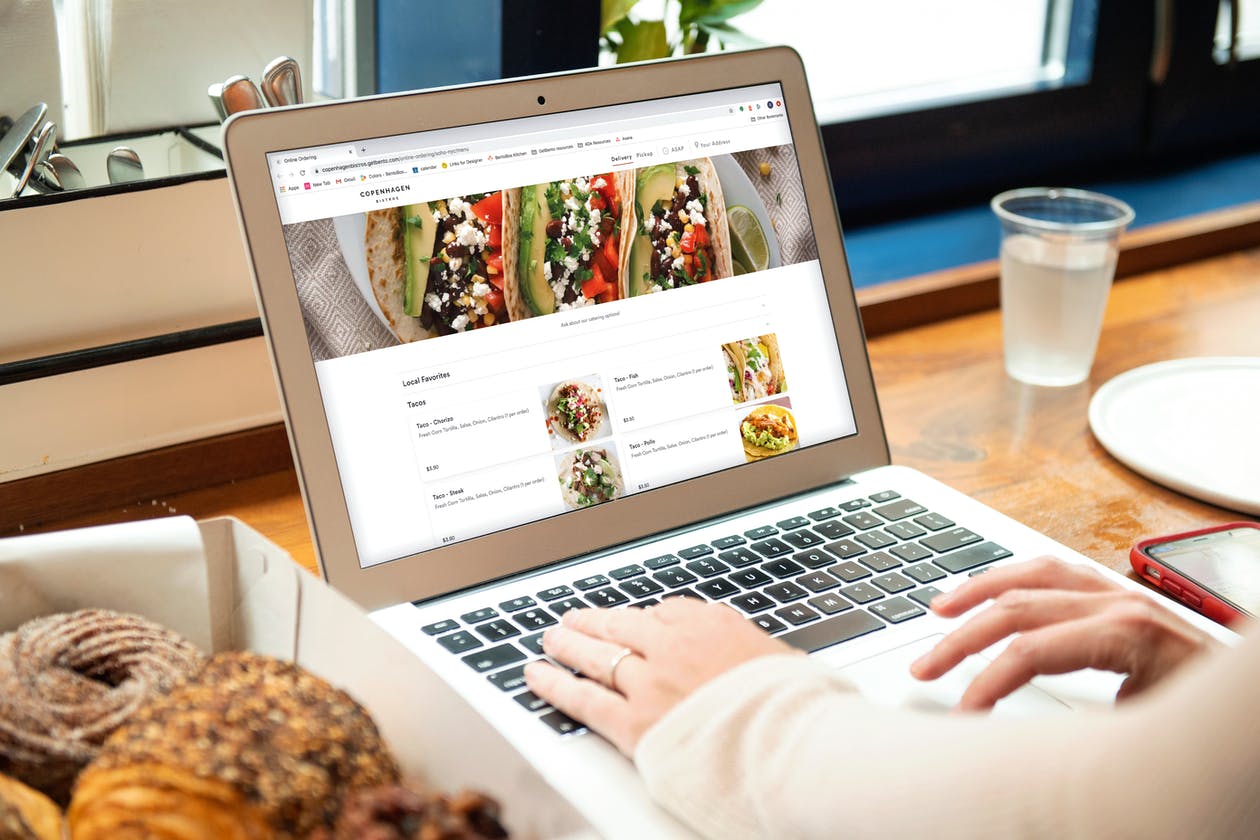 Online Ordering
copenhagenbistros.getbento.com/online-ordering/soho-nyc/menu
Apps New Tab Gmail Colors - BentoBox... calendar Links for Designer BentoBox Kitchen GetBento Resources ADA Resources Asana Other Bookmarks
COPENHAGEN
BISTROS
Delivery Pickup ASAP Your Address
Ask about our catering options!
Local Favorites
Tacos
Taco - Chorizo
Fresh Corn Tortilla, Salsa, Onion, Cilantro (1 per order)
$3.50
Taco - Fish
Fresh Corn Tortilla, Salsa, Onion, Cilantro (1 per order)
$3.50
Taco - Steak
Fresh Corn Tortilla, Salsa, Onion, Cilantro (1 per order)
$3.50
Taco - Pollo
Fresh Corn Tortilla, Salsa, Onion, Cilantro (1 per order)
$3.50